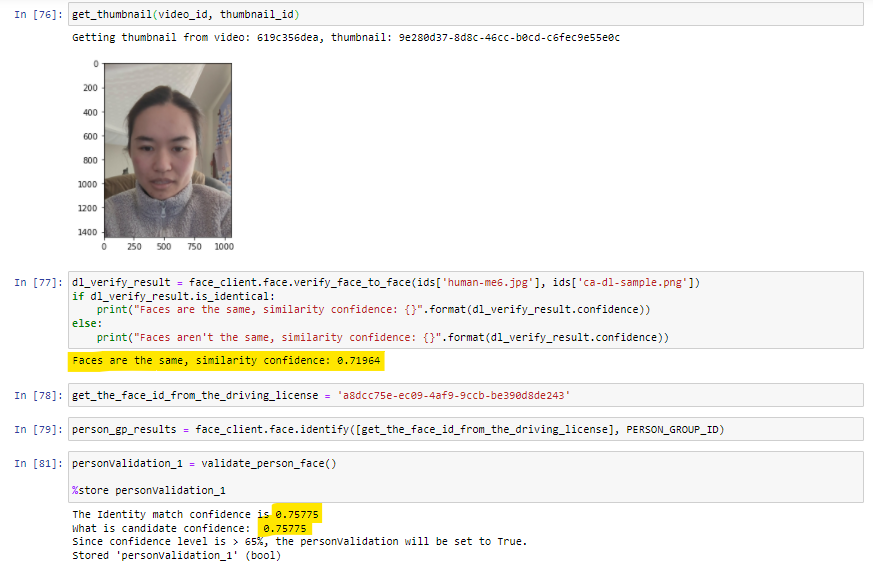 In [76]: get_thumbnail(video_id, thumbnail_id)
Getting thumbnail from video: 619c356dea, thumbnail: 9e280d37-8d8c-46cc-b0cd-c6fec9e55e0c
0
200
400
600
800
1000
1200
1400
0 250 500 750 1000
In [77]: dl_verify_result = face_client.face.verify_face_to_face(ids['human-me6.jpg'], ids['ca-dl-sample.png'])
if dl_verify_result.is_identical:
print("Faces are the same, similarity confidence: {}".format(dl_verify_result.confidence))
else:
print("Faces aren't the same, similarity confidence: {}".format(dl_verify_result.confidence))
Faces are the same, similarity confidence: 0.71964
In [78]: get_the_face_id_from_the_driving_license = 'a8dcc75e-ec09-4af9-9ccb-be390d8de243'
In [79]: person_gp_results = face_client.face.identify([get_the_face_id_from_the_driving_license], PERSON_GROUP_ID)
In [81]: personValidation_1 = validate_person_face()
%store personValidation_1
The Identity match confidence is 0.75775
What is candidate confidence: 0.75775
Since confidence level is > 65%, the personValidation will be set to True.
Stored 'personValidation_1' (bool)